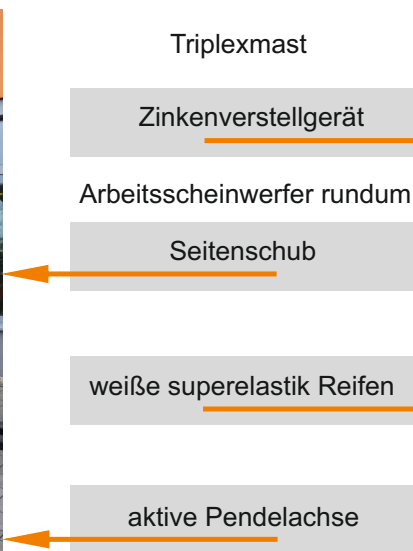 Triplexmast
Zinkenverstellgerät
Arbeitsscheinwerfer rundum
Seitenschub
weiße superelastik Reifen
aktive Pendelachse